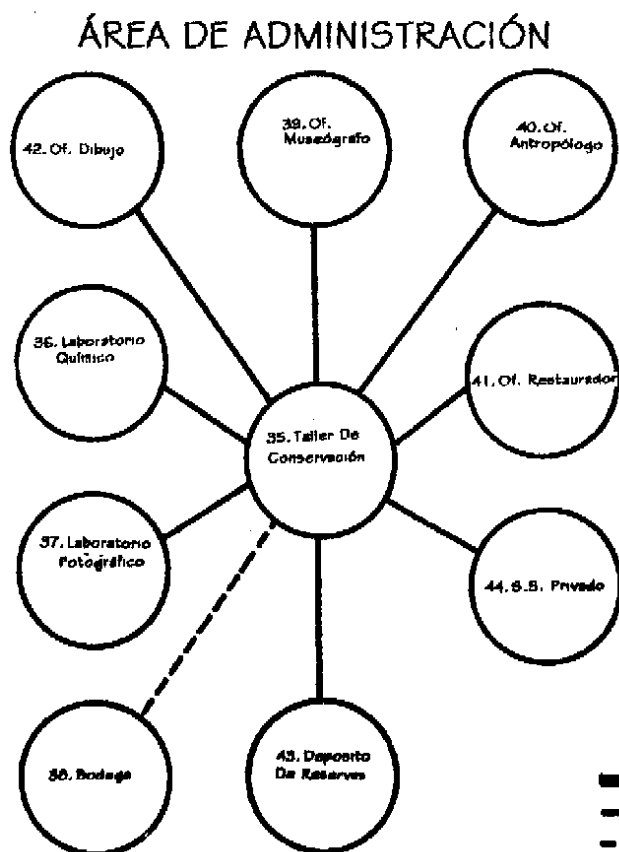 ÁREA DE ADMINISTRACIÓN
42. Of. Dibujo
39. Of.
Museógrafo
40. Of.
Antropólogo
36. Laboratorio
Químico
41. Of. Restaurador
35. Taller De
Conservación
37. Laboratorio
Fotográfico
44. S.S. Privado
38. Bodega
43. Deposito
De Reserves